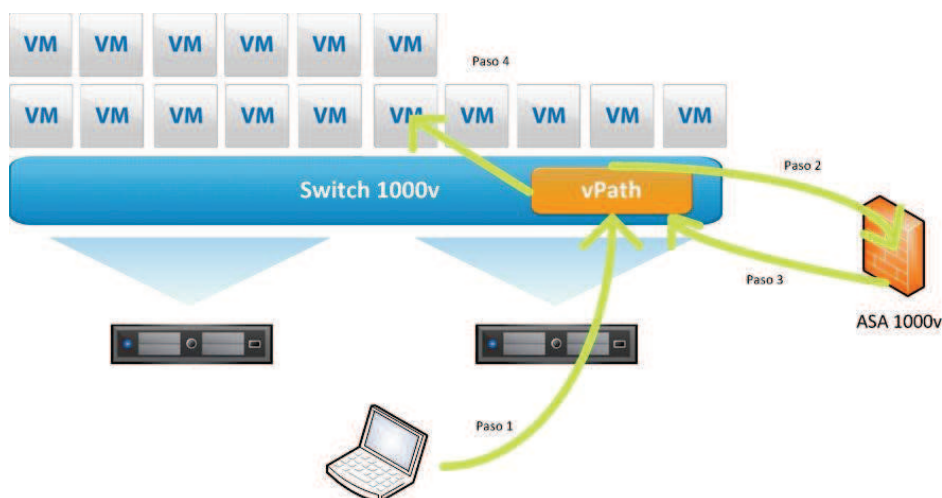 VM VM VM VM VM VM
Paso 4
VM VM VM VM VM VM VM VM VM VM
Switch 1000v
vPath
Paso 2
Paso 3
ASA 1000v
Paso 1